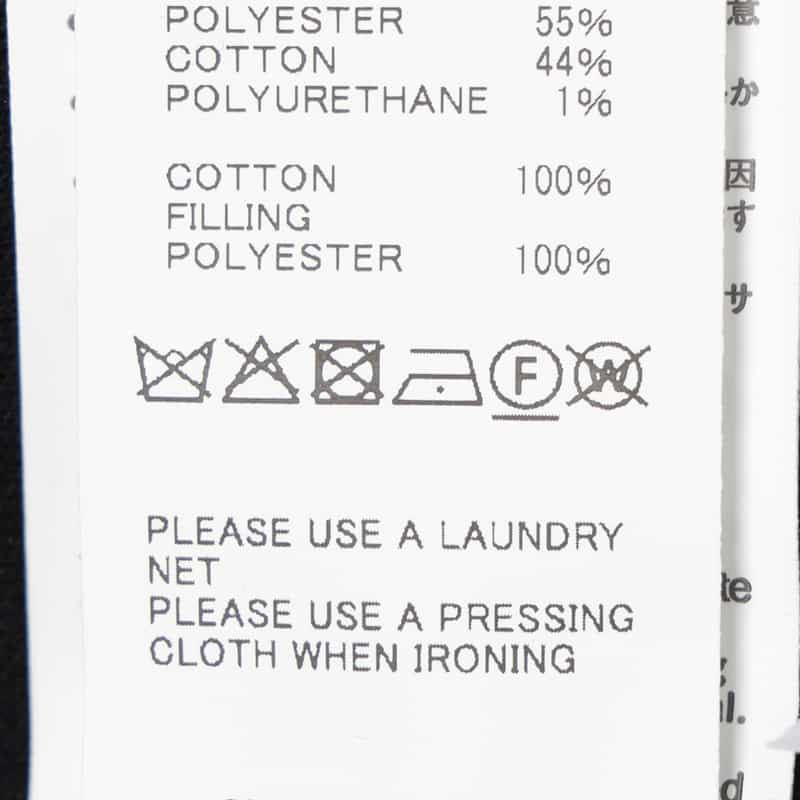 POLYESTER 55%
COTTON 44%
POLYURETHANE 1%
COTTON 100%
FILLING
POLYESTER 100%
F W
PLEASE USE A LAUNDRY
NET
PLEASE USE A PRESSING
CLOTH WHEN IRONING
意
か
因
す
サ